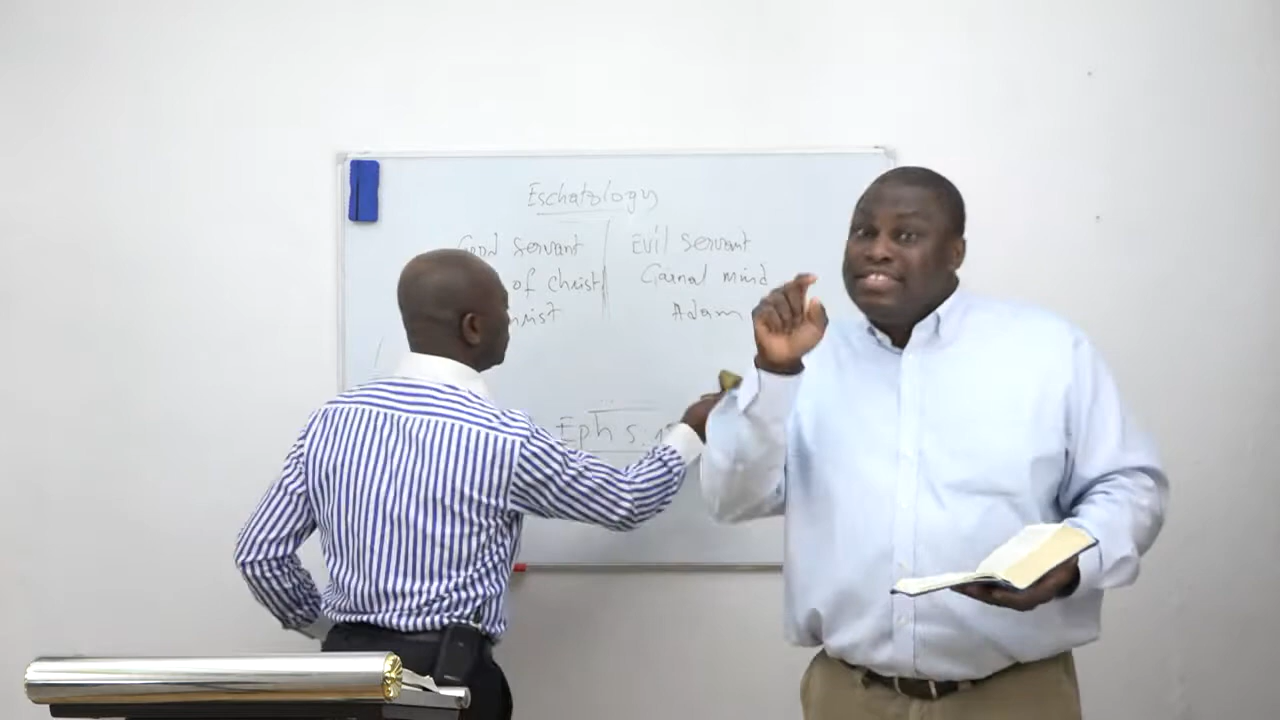 Eschatology
Good servant Evil servant
of christ Carnal mind
Adam
Eph 5: